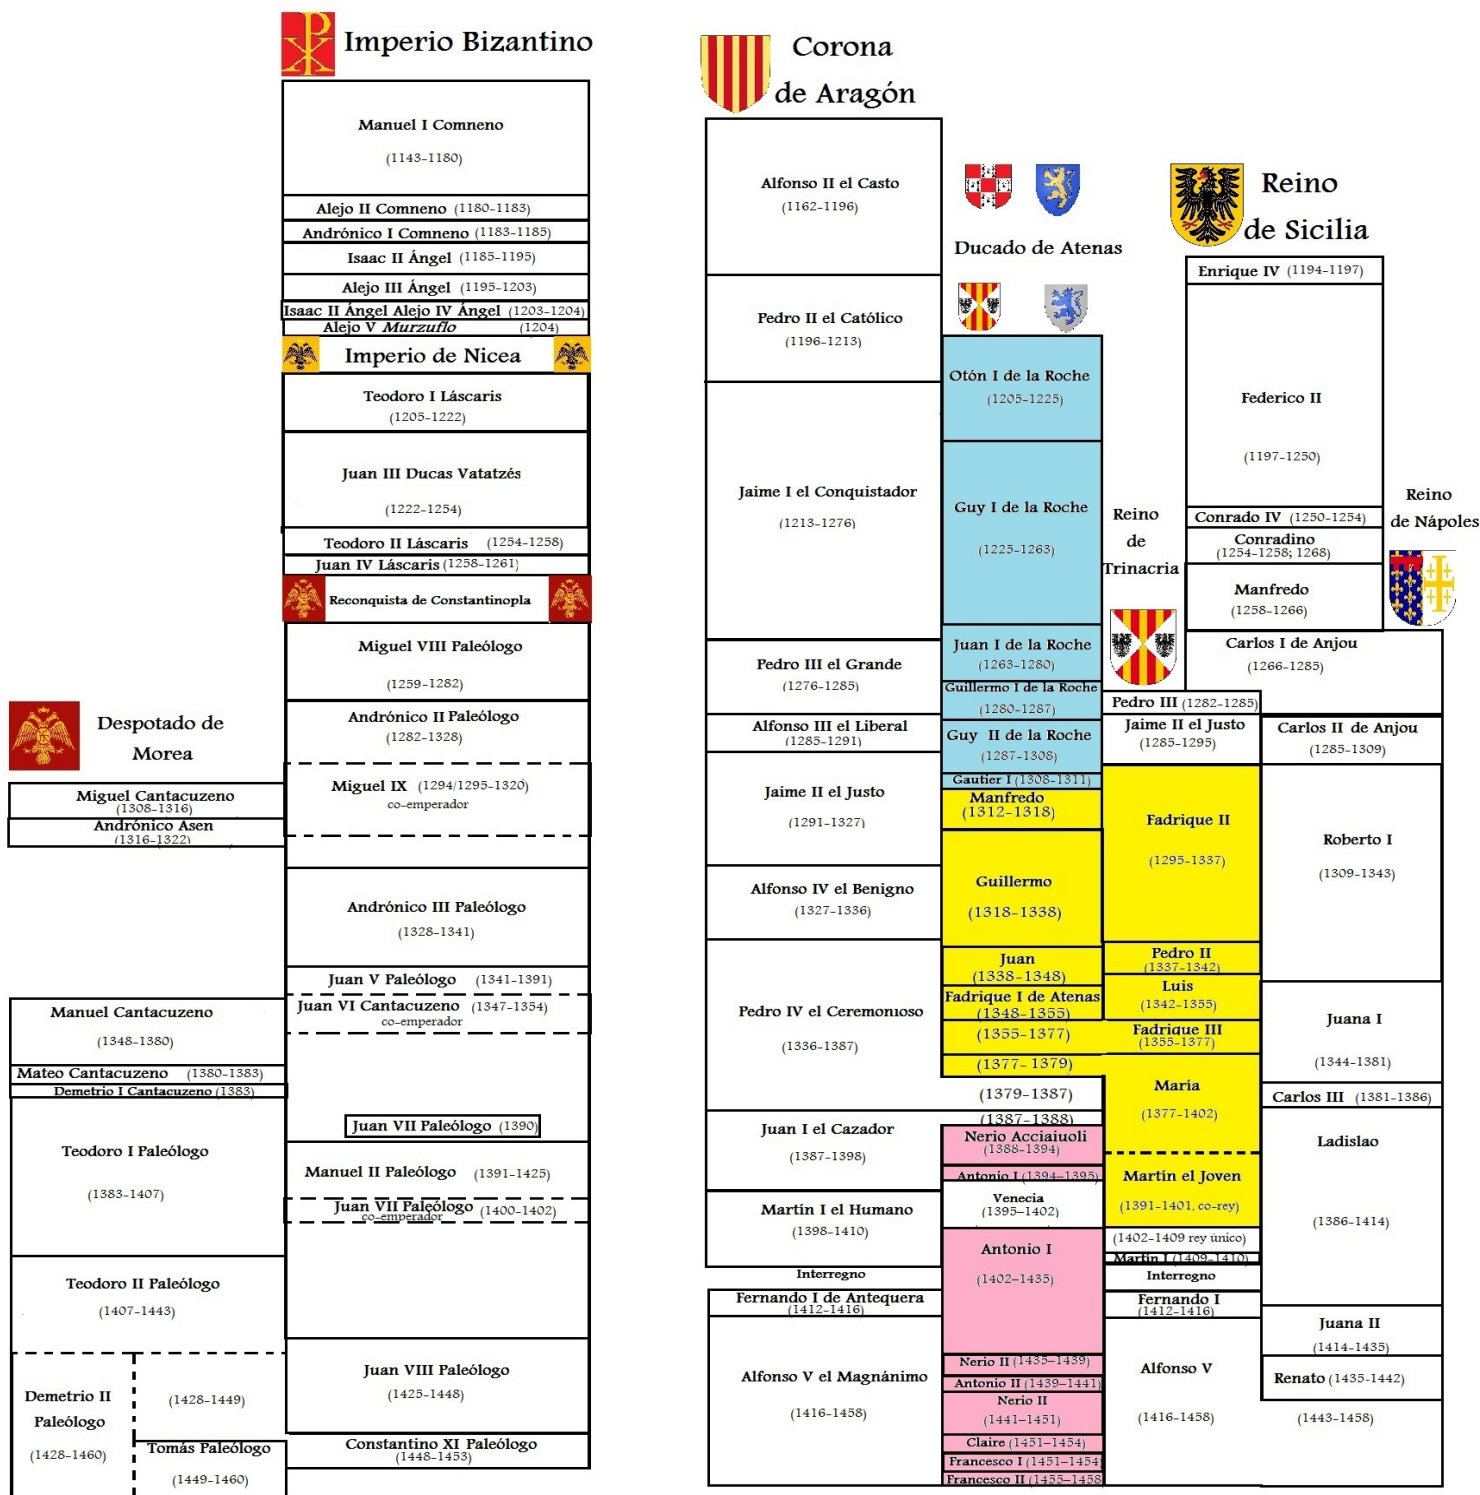 Imperio Bizantino
Manuel I Comneno
(1143-1180)
Alejo II Comneno (1180-1183)
Andrónico I Comneno (1183-1185)
Isaac II Ángel (1185-1195)
Alejo III Ángel (1195-1203)
Isaac II Ángel Alejo IV Ángel (1203-1204)
Alejo V Murzuflo (1204)
Imperio de Nicea
Teodoro I Láscaris
(1205-1222)
Juan III Ducas Vatatzés
(1222-1254)
Teodoro II Láscaris (1254-1258)
Juan IV Láscaris (1258-1261)
Reconquista de Constantinopla
Miguel VIII Paleólogo
(1259-1282)
Andrónico II Paleólogo
(1282-1328)
Miguel IX (1294/1295-1320)
co-emperador
Andrónico III Paleólogo
(1328-1341)
Juan V Paleólogo (1341-1391)
Juan VI Cantacuzeno (1347-1354)
co-emperador
Juan VII Paleólogo (1390)
Manuel II Paleólogo (1391-1425)
Juan VII Paleólogo (1400-1402)
co-emperador
Juan VIII Paleólogo
(1425-1448)
Constantino XI Paleólogo
(1448-1453)
Despotado de
Morea
Miguel Cantacuzeno
(1308-1316)
Andrónico Asen
(1316-1322)
Manuel Cantacuzeno
(1348-1380)
Mateo Cantacuzeno (1380-1383)
Demetrio I Cantacuzeno (1383)
Teodoro I Paleólogo
(1383-1407)
Teodoro II Paleólogo
(1407-1443)
Demetrio II
Paleólogo
(1428-1460)
(1428-1449)
Tomás Paleólogo
(1449-1460)
Corona
de Aragón
Alfonso II el Casto
(1162-1196)
Pedro II el Católico
(1196-1213)
Jaime I el Conquistador
(1213-1276)
Pedro III el Grande
(1276-1285)
Alfonso III el Liberal
(1285-1291)
Jaime II el Justo
(1291-1327)
Alfonso IV el Benigno
(1327-1336)
Pedro IV el Ceremonioso
(1336-1387)
Juan I el Cazador
(1387-1398)
Martín I el Humano
(1398-1410)
Interregno
Fernando I de Antequera
(1412-1416)
Alfonso V el Magnánimo
(1416-1458)
Ducado de Atenas
Otón I de la Roche
(1205-1225)
Guy I de la Roche
(1225-1263)
Juan I de la Roche
(1263-1280)
Guillermo I de la Roche
(1280-1287)
Guy II de la Roche
(1287-1308)
Gautier I (1308-1311)
Manfredo
(1312-1318)
Guillermo
(1318-1338)
Juan
(1338-1348)
Fadrique I de Atenas
(1348-1355)
(1355-1377)
(1377- 1379)
(1379-1387)
(1387-1388)
Nerio Acciaiuoli
(1388-1394)
Antonio I (1394-1395)
Venecia
(1395-1402)
Antonio I
(1402-1435)
Nerio II (1435-1439)
Antonio II (1439-1441)
Nerio II
(1441-1451)
Claire (1451-1454)
Francesco I (1451-1454)
Francesco II (1455-1458
Reino
de
Trinacria
Pedro III (1282-1285)
Jaime II el Justo
(1285-1295)
Fadrique II
(1295-1337)
Pedro II
(1337-1342)
Luis
(1342-1355)
Fadrique III
(1355-1377)
María
(1377-1402)
Martín el Joven
(1391-1401, co-rey)
(1402-1409 rey único)
Martín I (1409-1410)
Interregno
Fernando I
(1412-1416)
Alfonso V
(1416-1458)
Reino
de Sicilia
Enrique IV (1194-1197)
Federico II
(1197-1250)
Conrado IV (1250-1254)
Conradino
(1254-1258; 1268)
Manfredo
(1258-1266)
Carlos I de Anjou
(1266-1285)
Reino
de Nápoles
Carlos II de Anjou
(1285-1309)
Roberto I
(1309-1343)
Juana I
(1344-1381)
Carlos III (1381-1386)
Ladislao
(1386-1414)
Juana II
(1414-1435)
Renato (1435-1442)
(1443-1458)